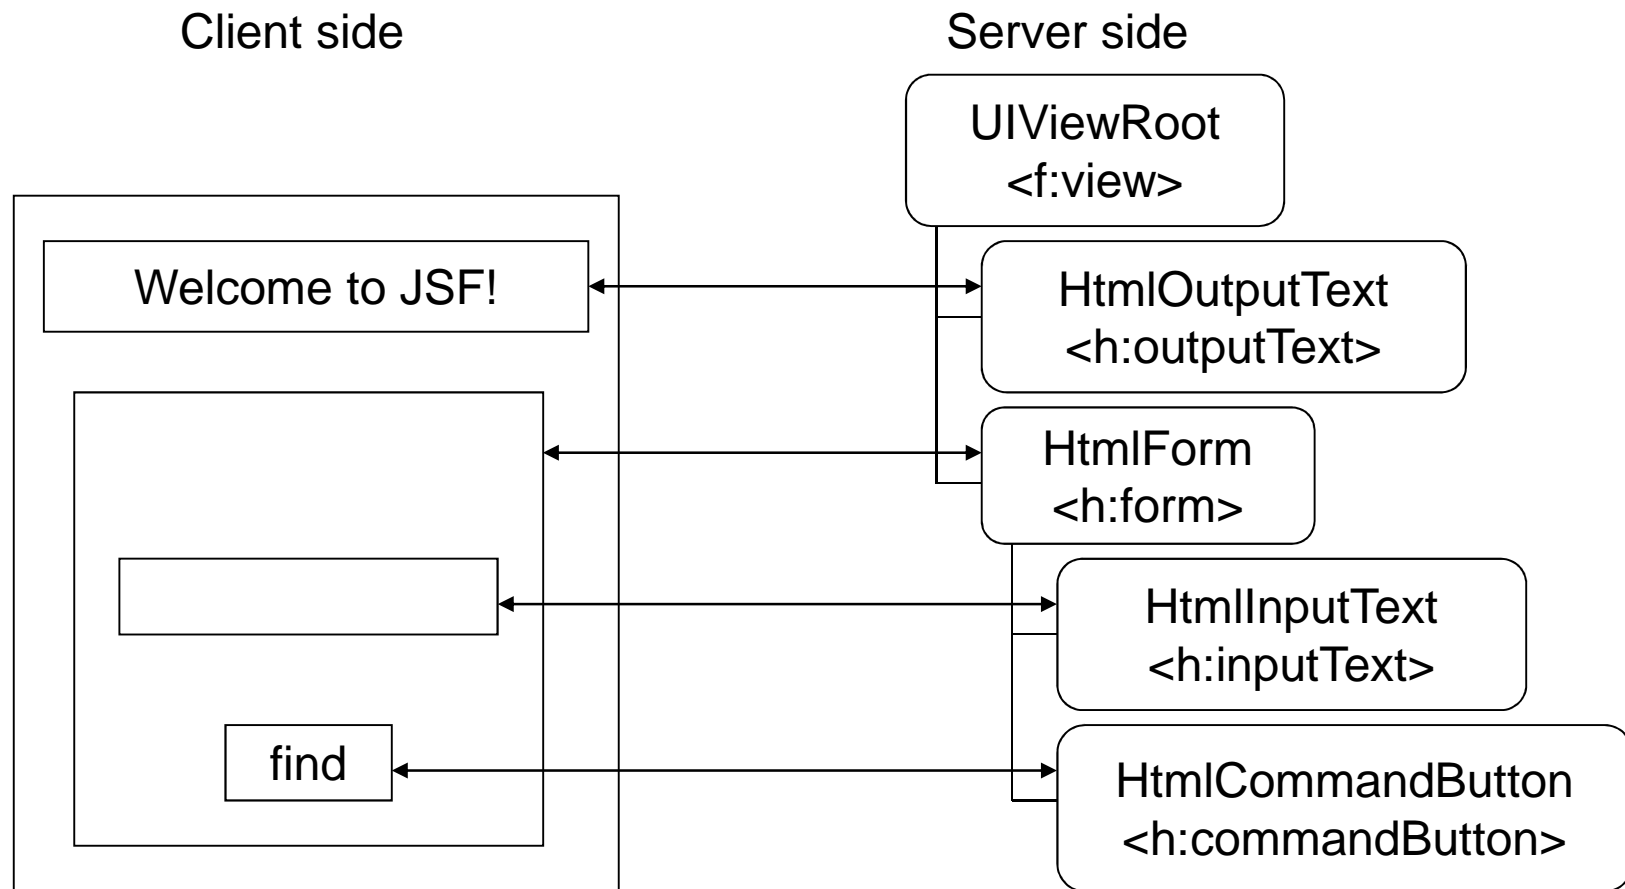 Client side
Server side
UIViewRoot
<f:view>
Welcome to JSF!
HtmlOutputText
<h:outputText>
HtmlForm
<h:form>
HtmlInputText
<h:inputText>
find
HtmlCommandButton
<h:commandButton>